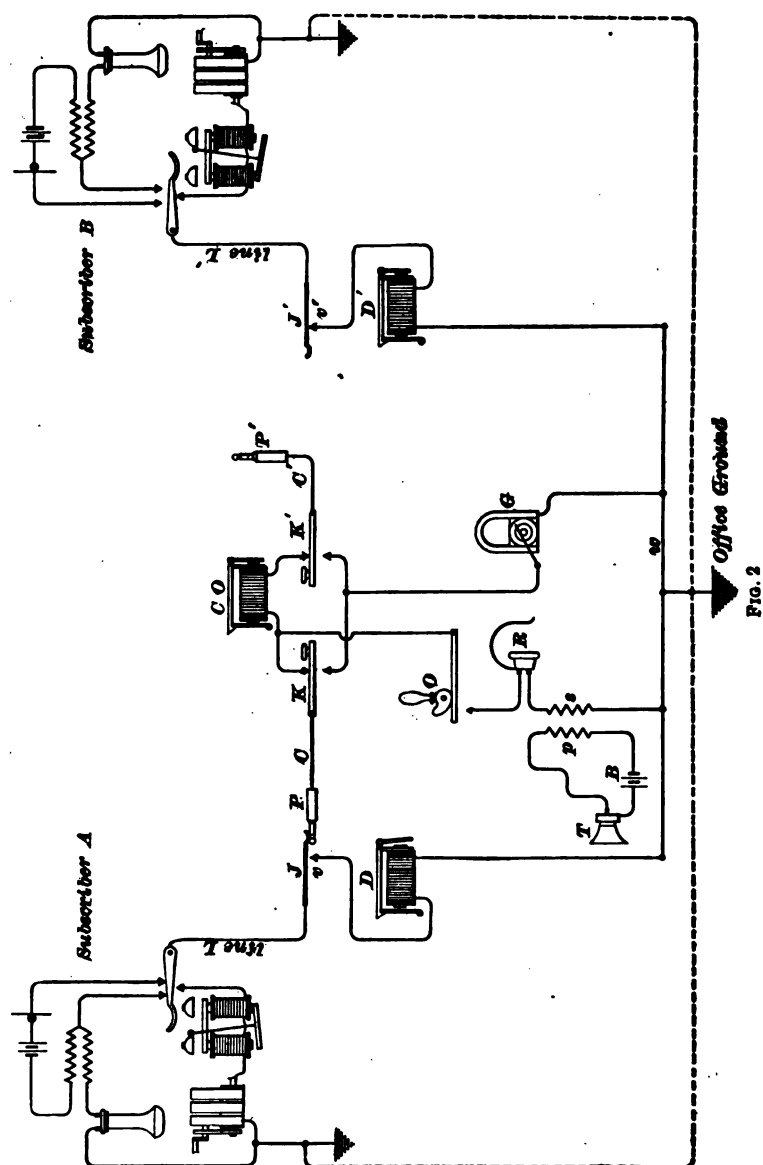 Subscriber A
Subscriber B
line L
line L'
J
v
P
C
K
C O
K'
C
P'
J'
v'
D
D'
O
R
G
T
B
p
s
w
Office Ground
FIG. 2